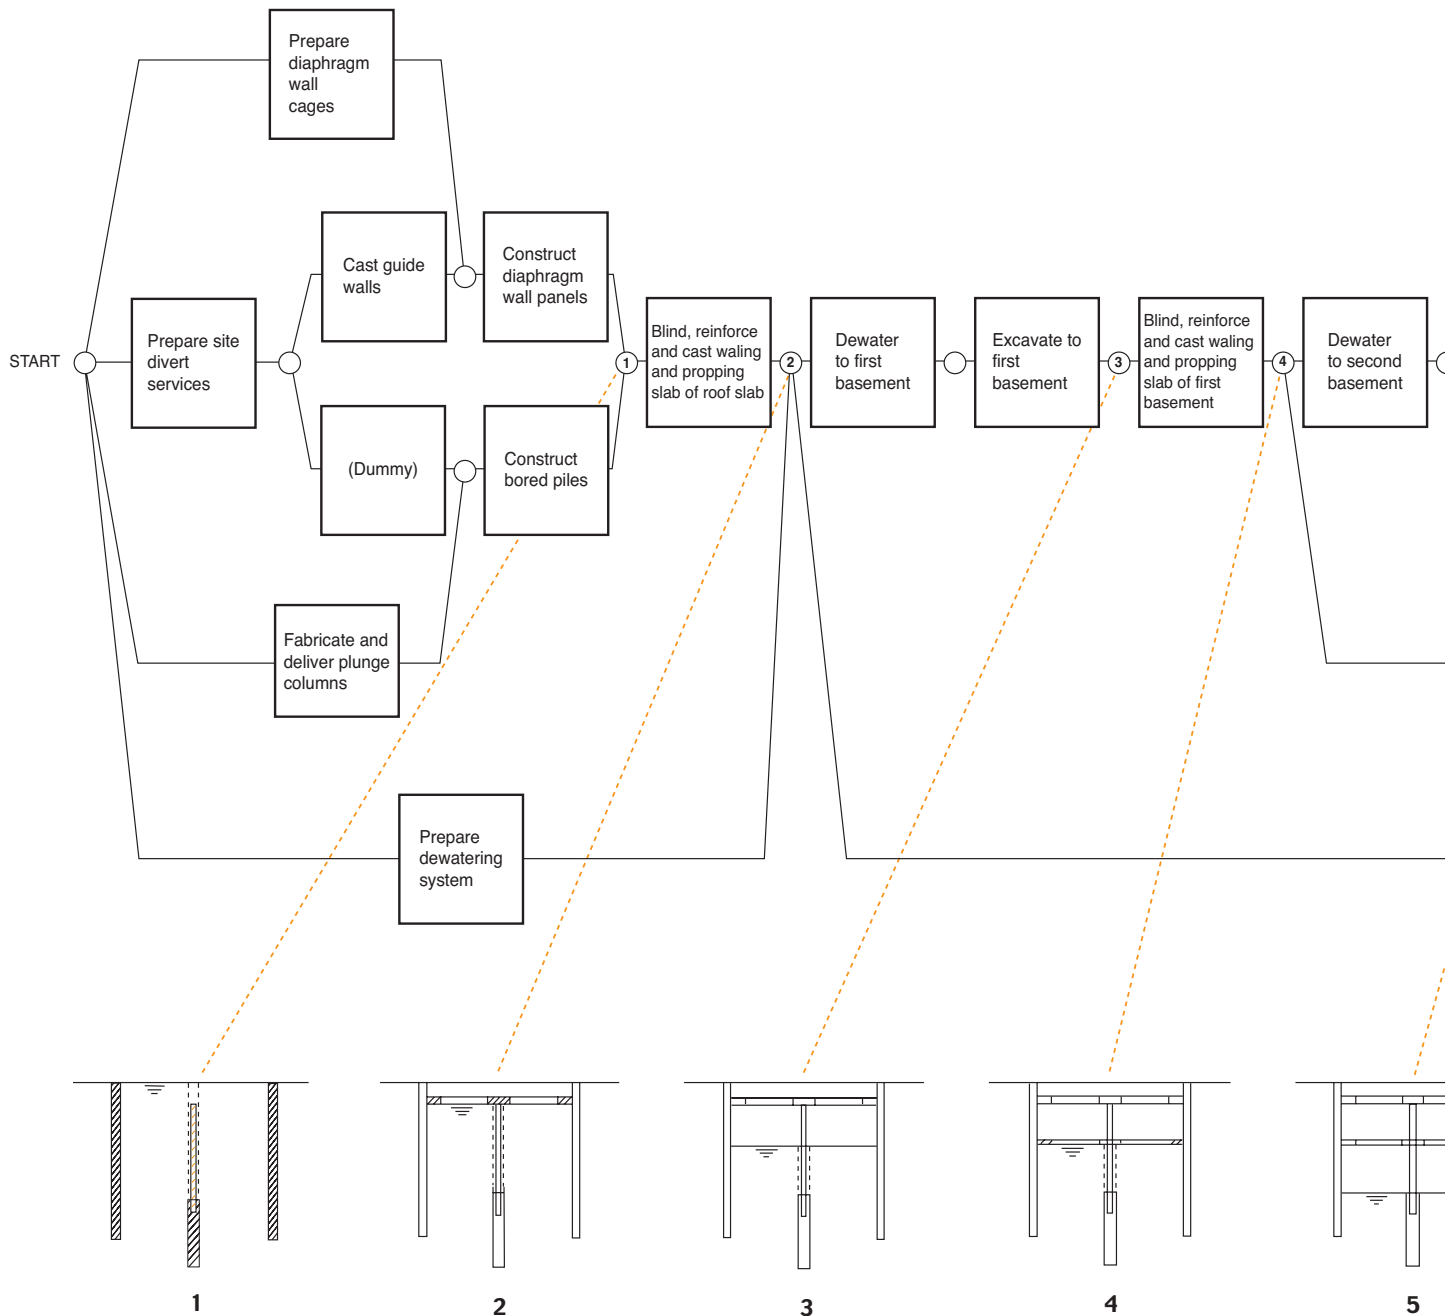 Prepare
diaphragm
wall
cages
Cast guide
walls
Construct
diaphragm
wall panels
START
Prepare site
divert
services
1
Blind, reinforce
and cast waling
and propping
slab of roof slab
2
Dewater
to first
basement
Excavate to
first
basement
3
Blind, reinforce
and cast waling
and propping
slab of first
basement
4
Dewater
to second
basement
(Dummy)
Construct
bored piles
Fabricate and
deliver plunge
columns
Prepare
dewatering
system
1
2
3
4
5